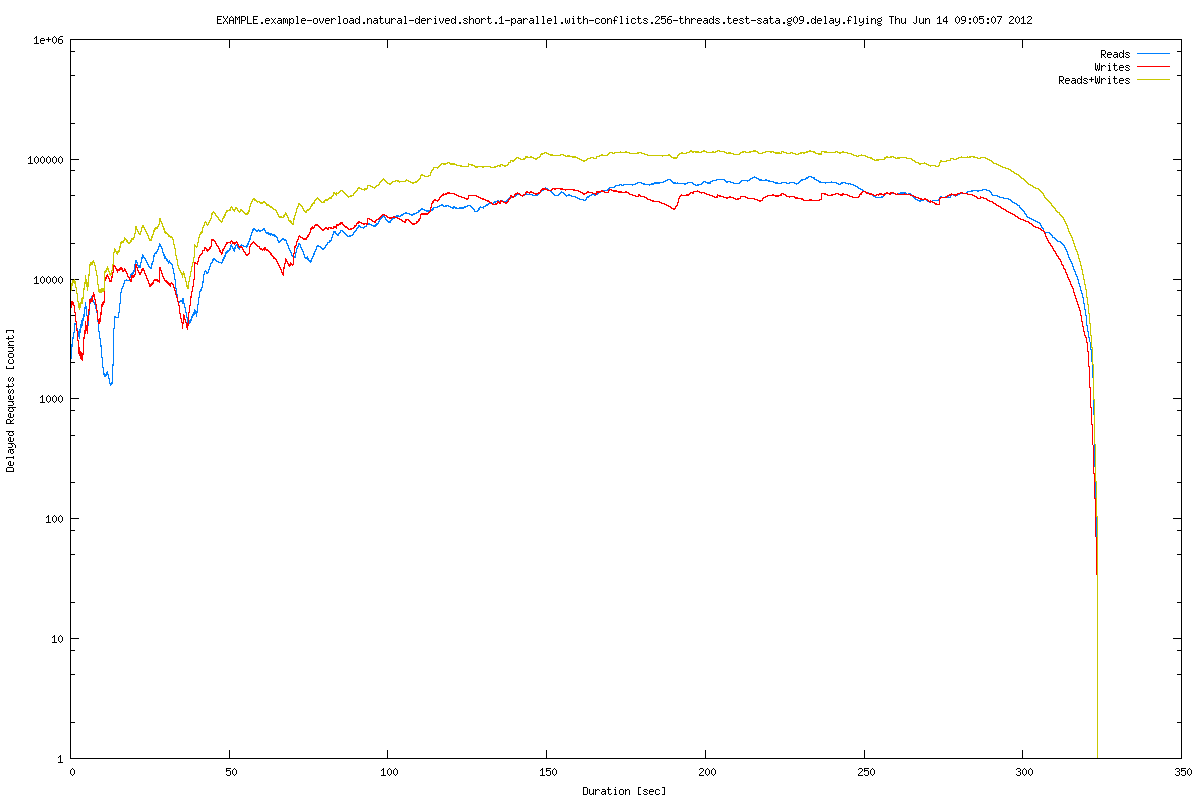 EXAMPLE.example-overload.natural-derived.short.1-parallel.with-conflicts.256-threads.test-sata.g09.delay.flying Thu Jun 14 09:05:07 2012
1e+06
100000
10000
1000
100
10
1
Delayed Requests [count]
Reads
Writes
Reads+Writes
0 50 100 150 200 250 300 350
Duration [sec]